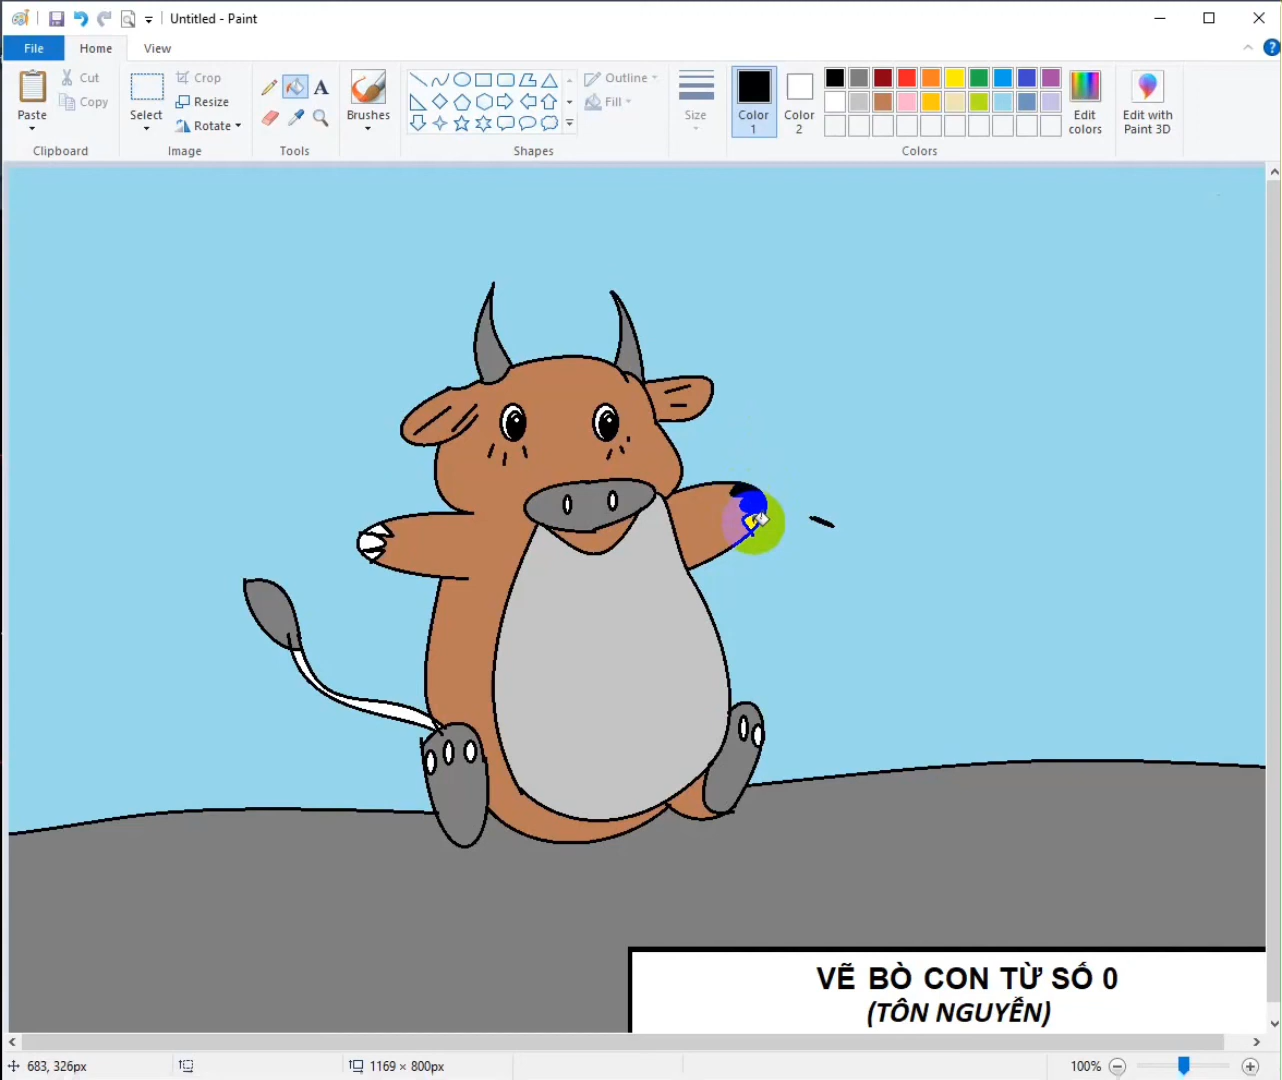 Untitled - Paint
File
Home
View
Paste
Cut
Copy
Clipboard
Select
Crop
Resize
Rotate
Image
A
Tools
Brushes
Shapes
Outline
Fill
Size
Color
1
Color
2
Edit
colors
Edit with
Paint 3D
Colors
?
VẼ BÒ CON TỪ SỐ 0
(TÔN NGUYỄN)
683, 326px
1169 × 800px
100%